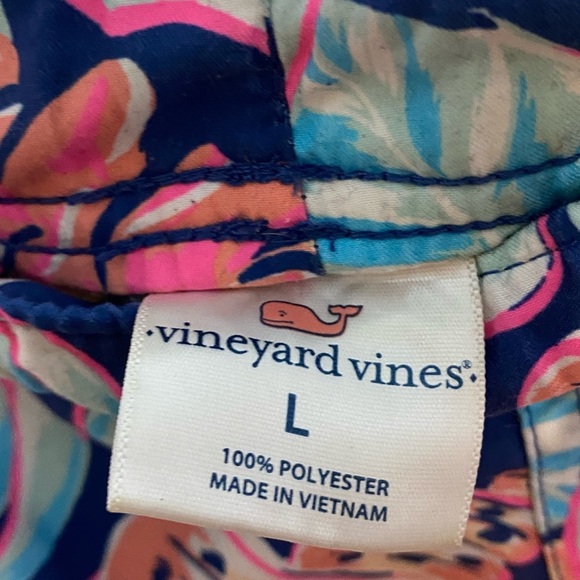 ·vineyard vines®·
L
100% POLYESTER
MADE IN VIETNAM